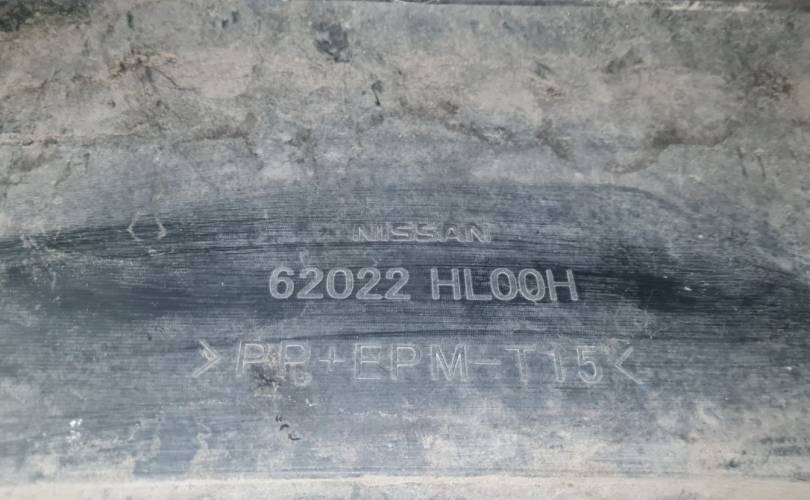 NISSAN
62022 HL00H
>PP+EPM-T15<